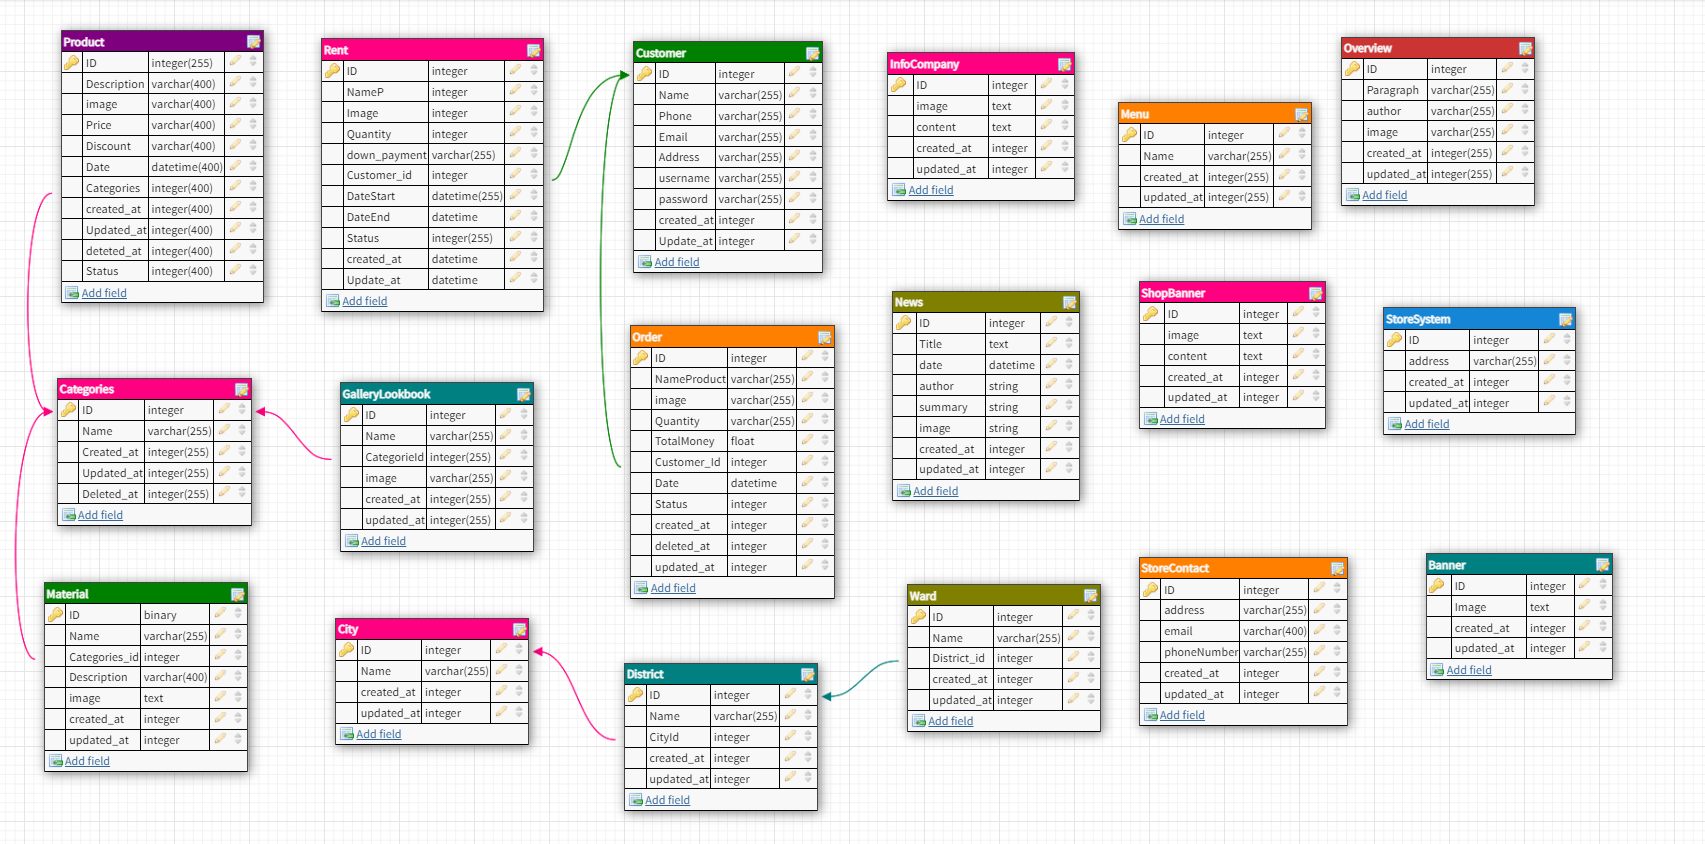 Product
ID integer(255)
Description varchar(400)
image varchar(400)
Price varchar(400)
Discount varchar(400)
Date datetime(400)
Categories integer(400)
created_at integer(400)
Updated_at integer(400)
deteted_at integer(400)
Status integer(400)
Add field
Rent
ID integer
NameP integer
Image integer
Quantity integer
down_payment varchar(255)
Customer_id integer
DateStart datetime(255)
DateEnd datetime
Status integer(255)
created_at datetime
Update_at datetime
Add field
Customer
ID integer
Name varchar(255)
Phone varchar(255)
Email varchar(255)
Address varchar(255)
username varchar(255)
password varchar(255)
created_at integer
Update_at integer
Add field
InfoCompany
ID integer
image text
content text
created_at integer
updated_at integer
Add field
Menu
ID integer
Name varchar(255)
created_at integer(255)
updated_at integer(255)
Add field
Overview
ID integer
Paragraph varchar(255)
author varchar(255)
image varchar(255)
created_at integer(255)
updated_at integer(255)
Add field
Categories
ID integer
Name varchar(255)
Created_at integer(255)
Updated_at integer(255)
Deleted_at integer(255)
Add field
GalleryLookbook
ID integer
Name varchar(255)
CategorieId integer(255)
image varchar(255)
created_at integer(255)
updated_at integer(255)
Add field
Order
ID integer
NameProduct varchar(255)
image varchar(255)
Quantity varchar(255)
TotalMoney float
Customer_Id integer
Date datetime
Status integer
created_at integer
deleted_at integer
updated_at integer
Add field
News
ID integer
Title text
date datetime
author string
summary string
image string
created_at integer
updated_at integer
Add field
ShopBanner
ID integer
image text
content text
created_at integer
updated_at integer
Add field
StoreSystem
ID integer
address varchar(255)
created_at integer
updated_at integer
Add field
Material
ID binary
Name varchar(255)
Categories_id integer
Description varchar(400)
image text
created_at integer
updated_at integer
Add field
City
ID integer
Name varchar(255)
created_at integer
updated_at integer
Add field
District
ID integer
Name varchar(255)
CityId integer
created_at integer
updated_at integer
Add field
Ward
ID integer
Name varchar(255)
District_id integer
created_at integer
updated_at integer
Add field
StoreContact
ID integer
address varchar(255)
email varchar(400)
phoneNumber varchar(255)
created_at integer
updated_at integer
Add field
Banner
ID integer
Image text
created_at integer
updated_at integer
Add field